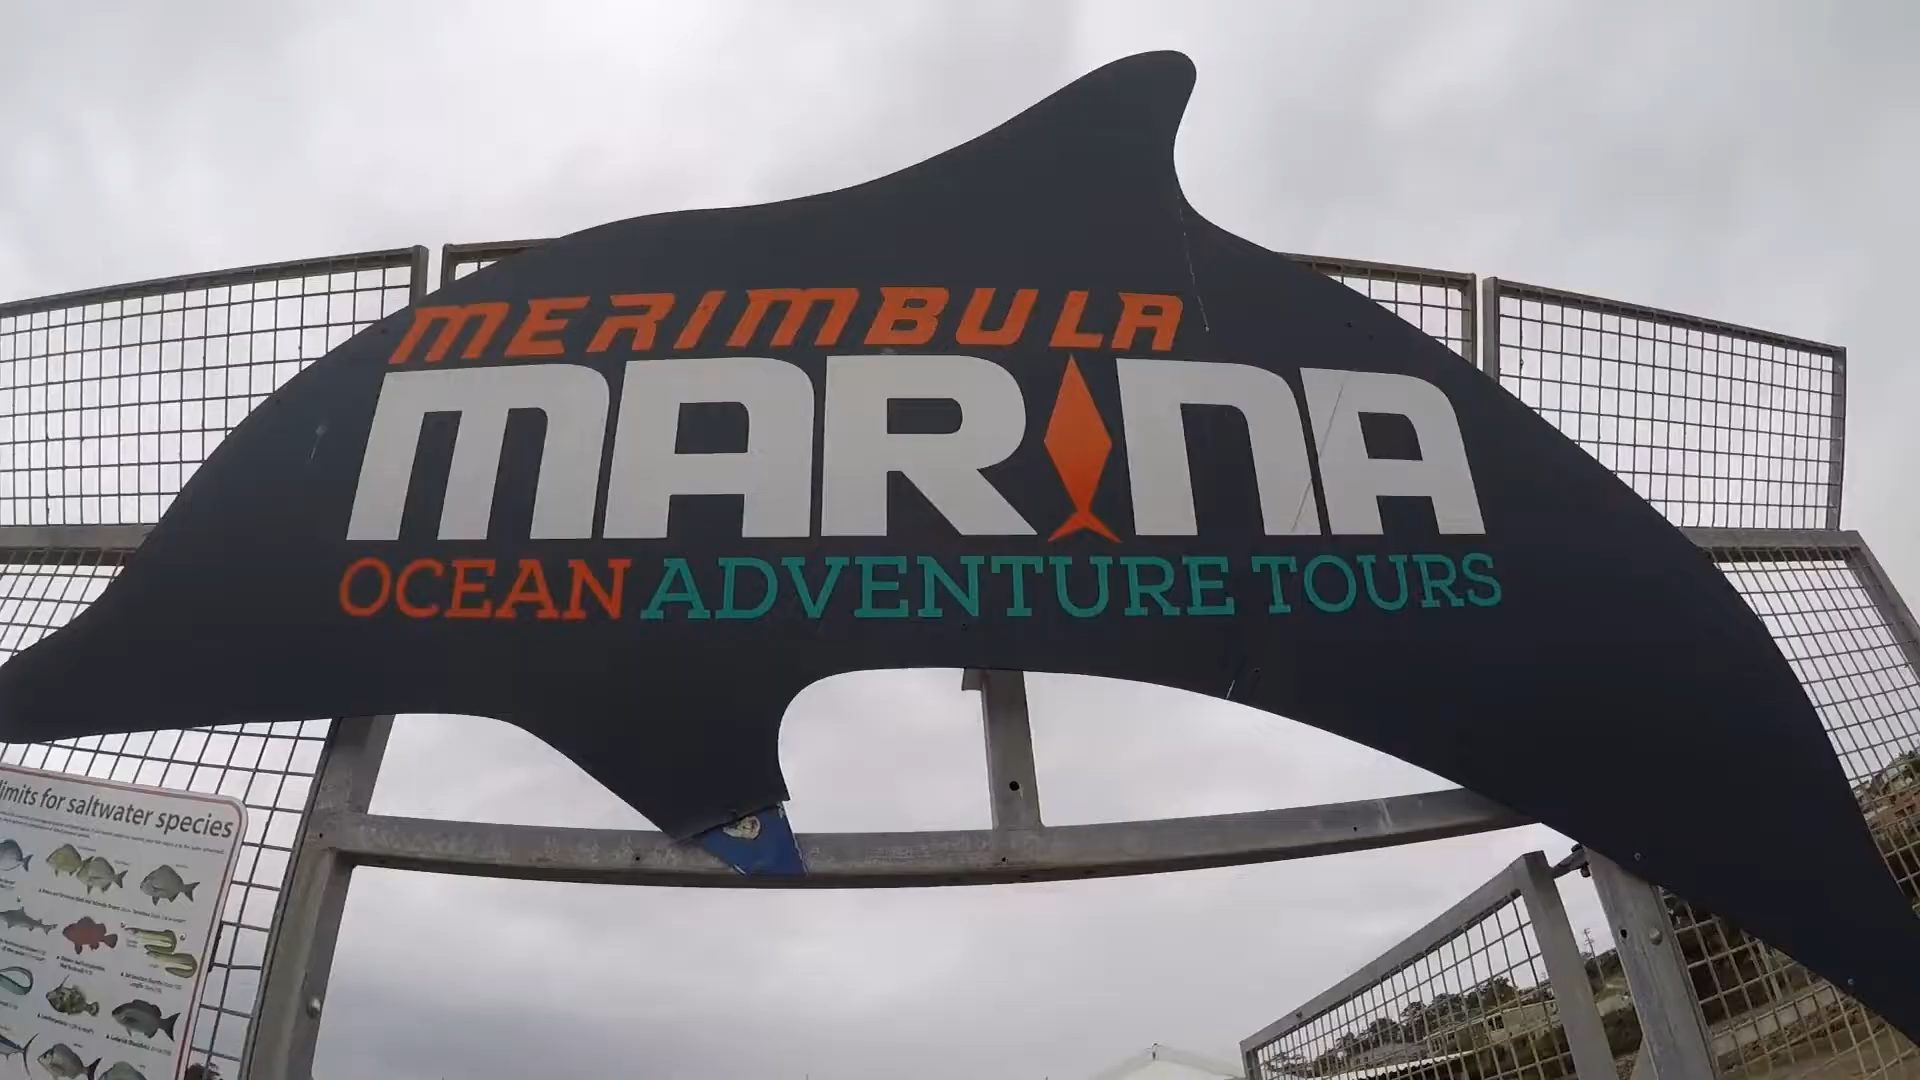 MERIMBULA
MARINA
OCEAN ADVENTURE TOURS
limits for saltwater species